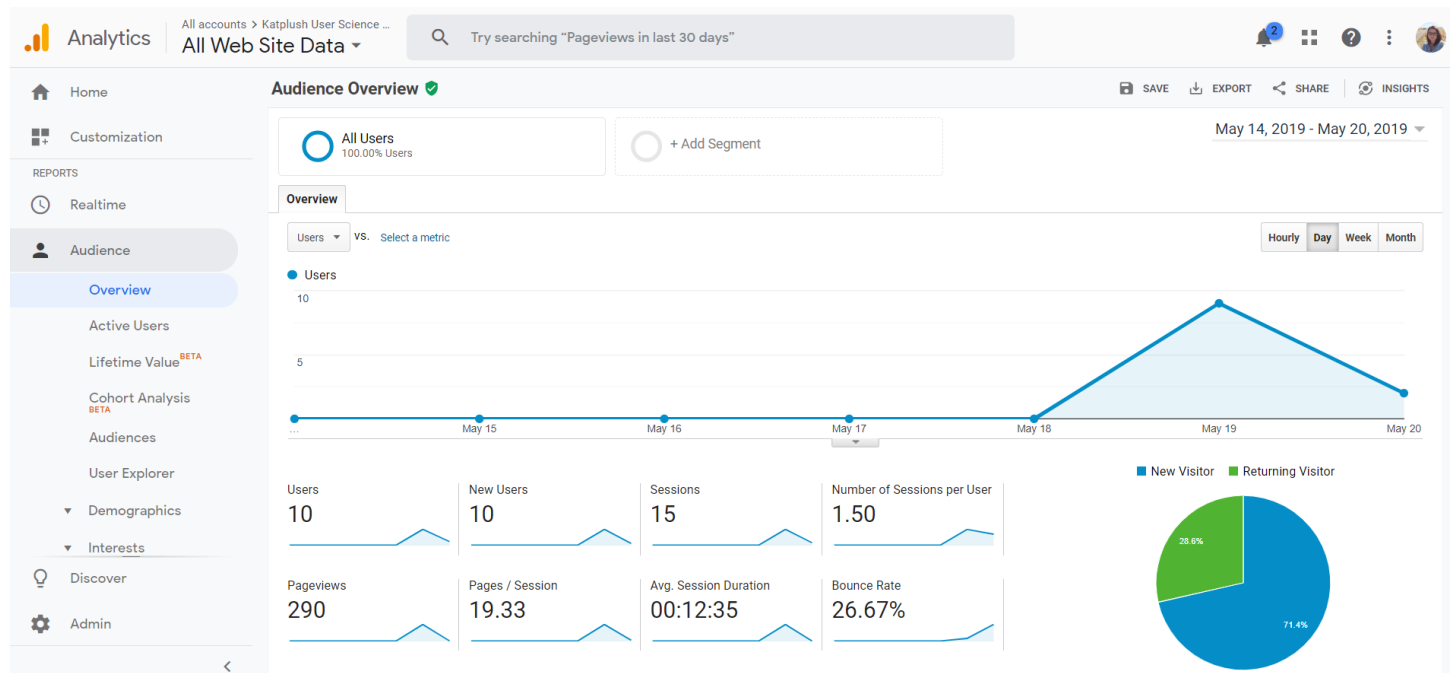 Analytics
All accounts > Katplush User Science ...
All Web Site Data
Try searching “Pageviews in last 30 days”
2
Home
Customization
REPORTS
Realtime
Audience
Overview
Active Users
Lifetime Value BETA
Cohort Analysis
BETA
Audiences
User Explorer
Demographics
Interests
Discover
Admin
Audience Overview
SAVE
EXPORT
SHARE
INSIGHTS
All Users
100.00% Users
+ Add Segment
May 14, 2019 - May 20, 2019
Overview
Users
VS.
Select a metric
Hourly
Day
Week
Month
Users
10
5
...
May 15
May 16
May 17
May 18
May 19
May 20
Users
10
New Users
10
Sessions
15
Number of Sessions per User
1.50
Pageviews
290
Pages / Session
19.33
Avg. Session Duration
00:12:35
Bounce Rate
26.67%
New Visitor
Returning Visitor
28.6%
71.4%